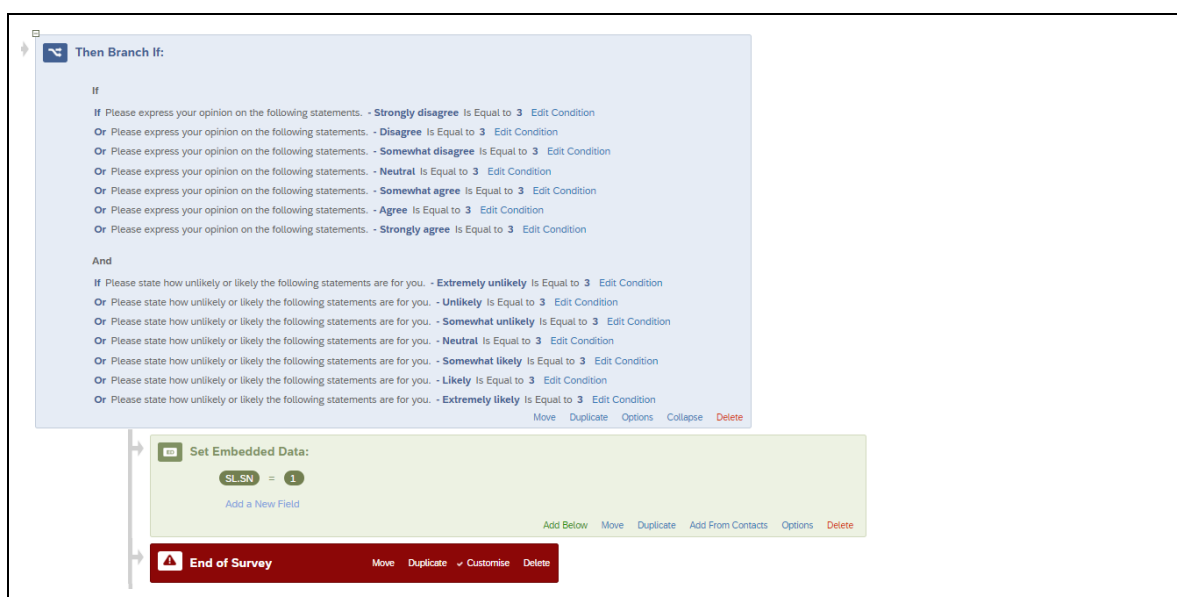 Then Branch If:
If
If Please express your opinion on the following statements. - Strongly disagree Is Equal to 3 Edit Condition
Or Please express your opinion on the following statements. - Disagree Is Equal to 3 Edit Condition
Or Please express your opinion on the following statements. - Somewhat disagree Is Equal to 3 Edit Condition
Or Please express your opinion on the following statements. - Neutral Is Equal to 3 Edit Condition
Or Please express your opinion on the following statements. - Somewhat agree Is Equal to 3 Edit Condition
Or Please express your opinion on the following statements. - Agree Is Equal to 3 Edit Condition
Or Please express your opinion on the following statements. - Strongly agree Is Equal to 3 Edit Condition
And
If Please state how unlikely or likely the following statements are for you. - Extremely unlikely Is Equal to 3 Edit Condition
Or Please state how unlikely or likely the following statements are for you. - Unlikely Is Equal to 3 Edit Condition
Or Please state how unlikely or likely the following statements are for you. - Somewhat unlikely Is Equal to 3 Edit Condition
Or Please state how unlikely or likely the following statements are for you. - Neutral Is Equal to 3 Edit Condition
Or Please state how unlikely or likely the following statements are for you. - Somewhat likely Is Equal to 3 Edit Condition
Or Please state how unlikely or likely the following statements are for you. - Likely Is Equal to 3 Edit Condition
Or Please state how unlikely or likely the following statements are for you. - Extremely likely Is Equal to 3 Edit Condition
Move Duplicate Options Collapse Delete
ED Set Embedded Data:
SL.SN = 1
Add a New Field
Add Below Move Duplicate Add From Contacts Options Delete
End of Survey Move Duplicate Customise Delete